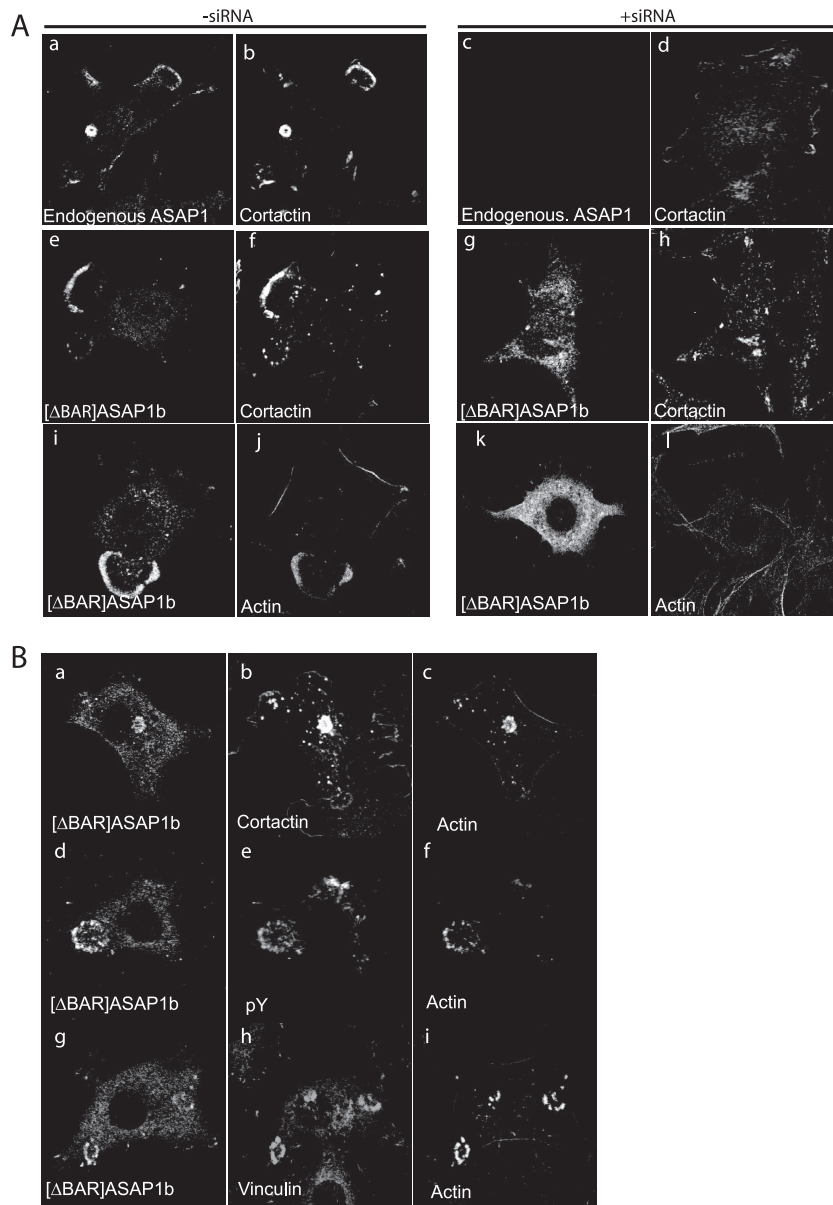 A
-siRNA
+siRNA
a
b
c
d
Endogenous ASAP1
Cortactin
Endogenous. ASAP1
Cortactin
e
f
g
h
[ΔBAR]ASAP1b
Cortactin
[ΔBAR]ASAP1b
Cortactin
i
j
k
l
[ΔBAR]ASAP1b
Actin
[ΔBAR]ASAP1b
Actin
B
a
b
c
[ΔBAR]ASAP1b
Cortactin
Actin
d
e
f
[ΔBAR]ASAP1b
pY
Actin
g
h
i
[ΔBAR]ASAP1b
Vinculin
Actin